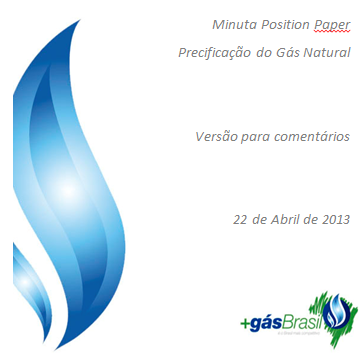 Minuta Position Paper
Precificação do Gás Natural
Versão para comentários
22 de Abril de 2013
+gásBrasil